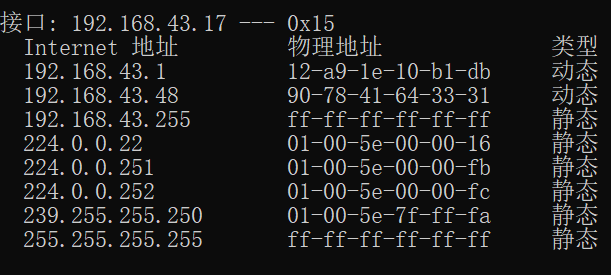 接口: 192.168.43.17 --- 0x15
Internet 地址 物理地址 类型
192.168.43.1 12-a9-1e-10-b1-db 动态
192.168.43.48 90-78-41-64-33-31 动态
192.168.43.255 ff-ff-ff-ff-ff-ff 静态
224.0.0.22 01-00-5e-00-00-16 静态
224.0.0.251 01-00-5e-00-00-fb 静态
224.0.0.252 01-00-5e-00-00-fc 静态
239.255.255.250 01-00-5e-7f-ff-fa 静态
255.255.255.255 ff-ff-ff-ff-ff-ff 静态